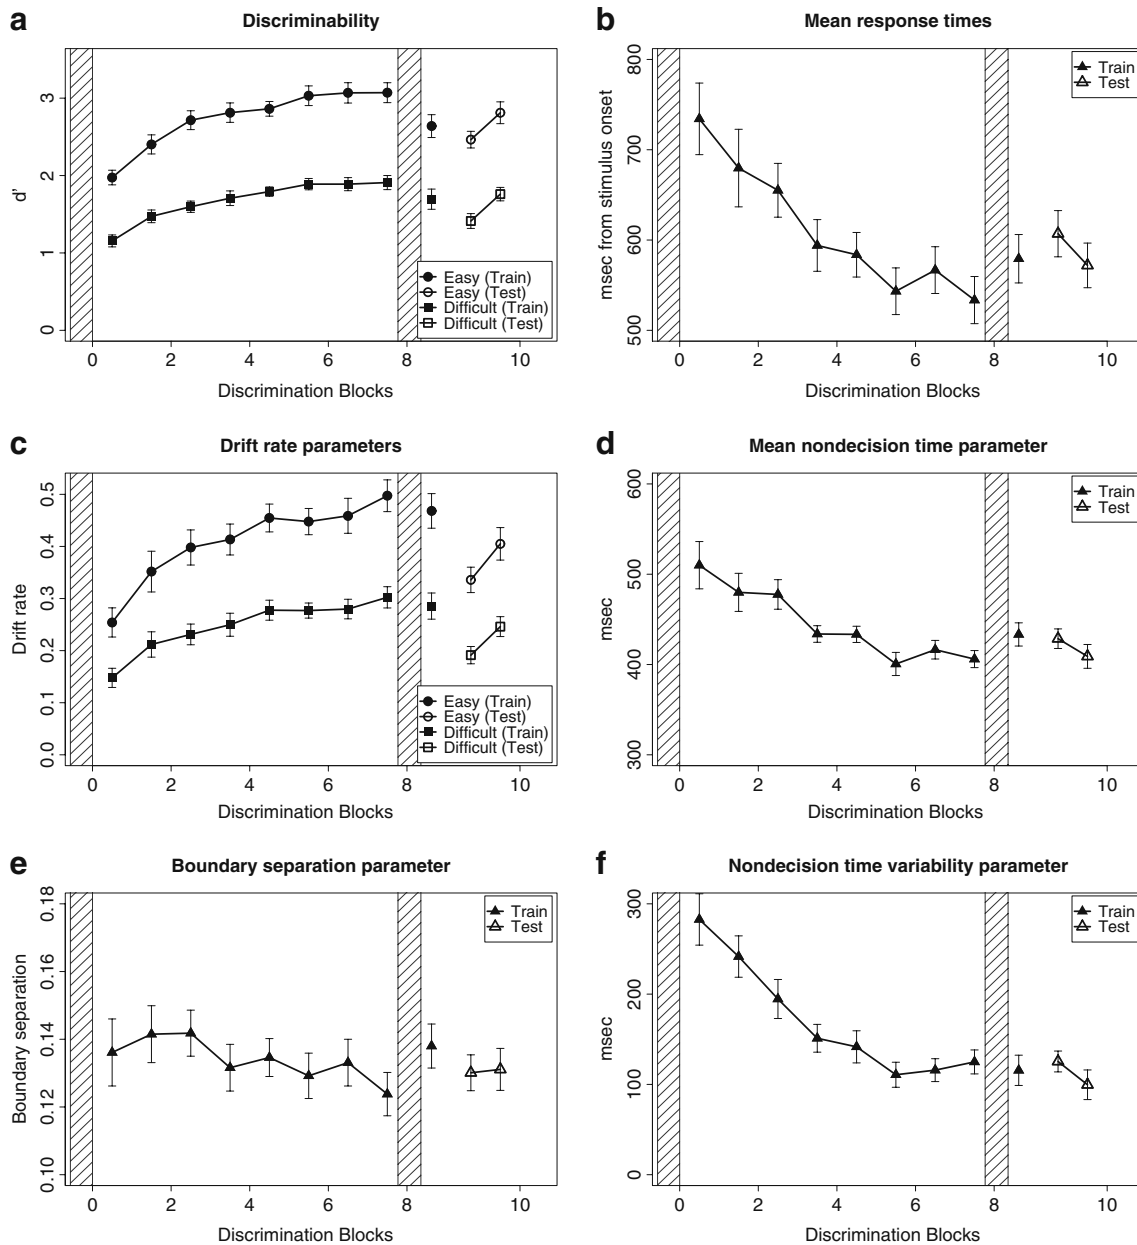 a
Discriminability
d'
0
1
2
3
Easy (Train)
Easy (Test)
Difficult (Train)
Difficult (Test)
0 2 4 6 8 10
Discrimination Blocks
b
Mean response times
msec from stimulus onset
500
600
700
800
Train
Test
0 2 4 6 8 10
Discrimination Blocks
c
Drift rate parameters
Drift rate
0.0
0.1
0.2
0.3
0.4
0.5
Easy (Train)
Easy (Test)
Difficult (Train)
Difficult (Test)
0 2 4 6 8 10
Discrimination Blocks
d
Mean nondecision time parameter
msec
300
400
500
600
Train
Test
0 2 4 6 8 10
Discrimination Blocks
e
Boundary separation parameter
Boundary separation
0.10
0.12
0.14
0.16
0.18
Train
Test
0 2 4 6 8 10
Discrimination Blocks
f
Nondecision time variability parameter
msec
0
100
200
300
Train
Test
0 2 4 6 8 10
Discrimination Blocks